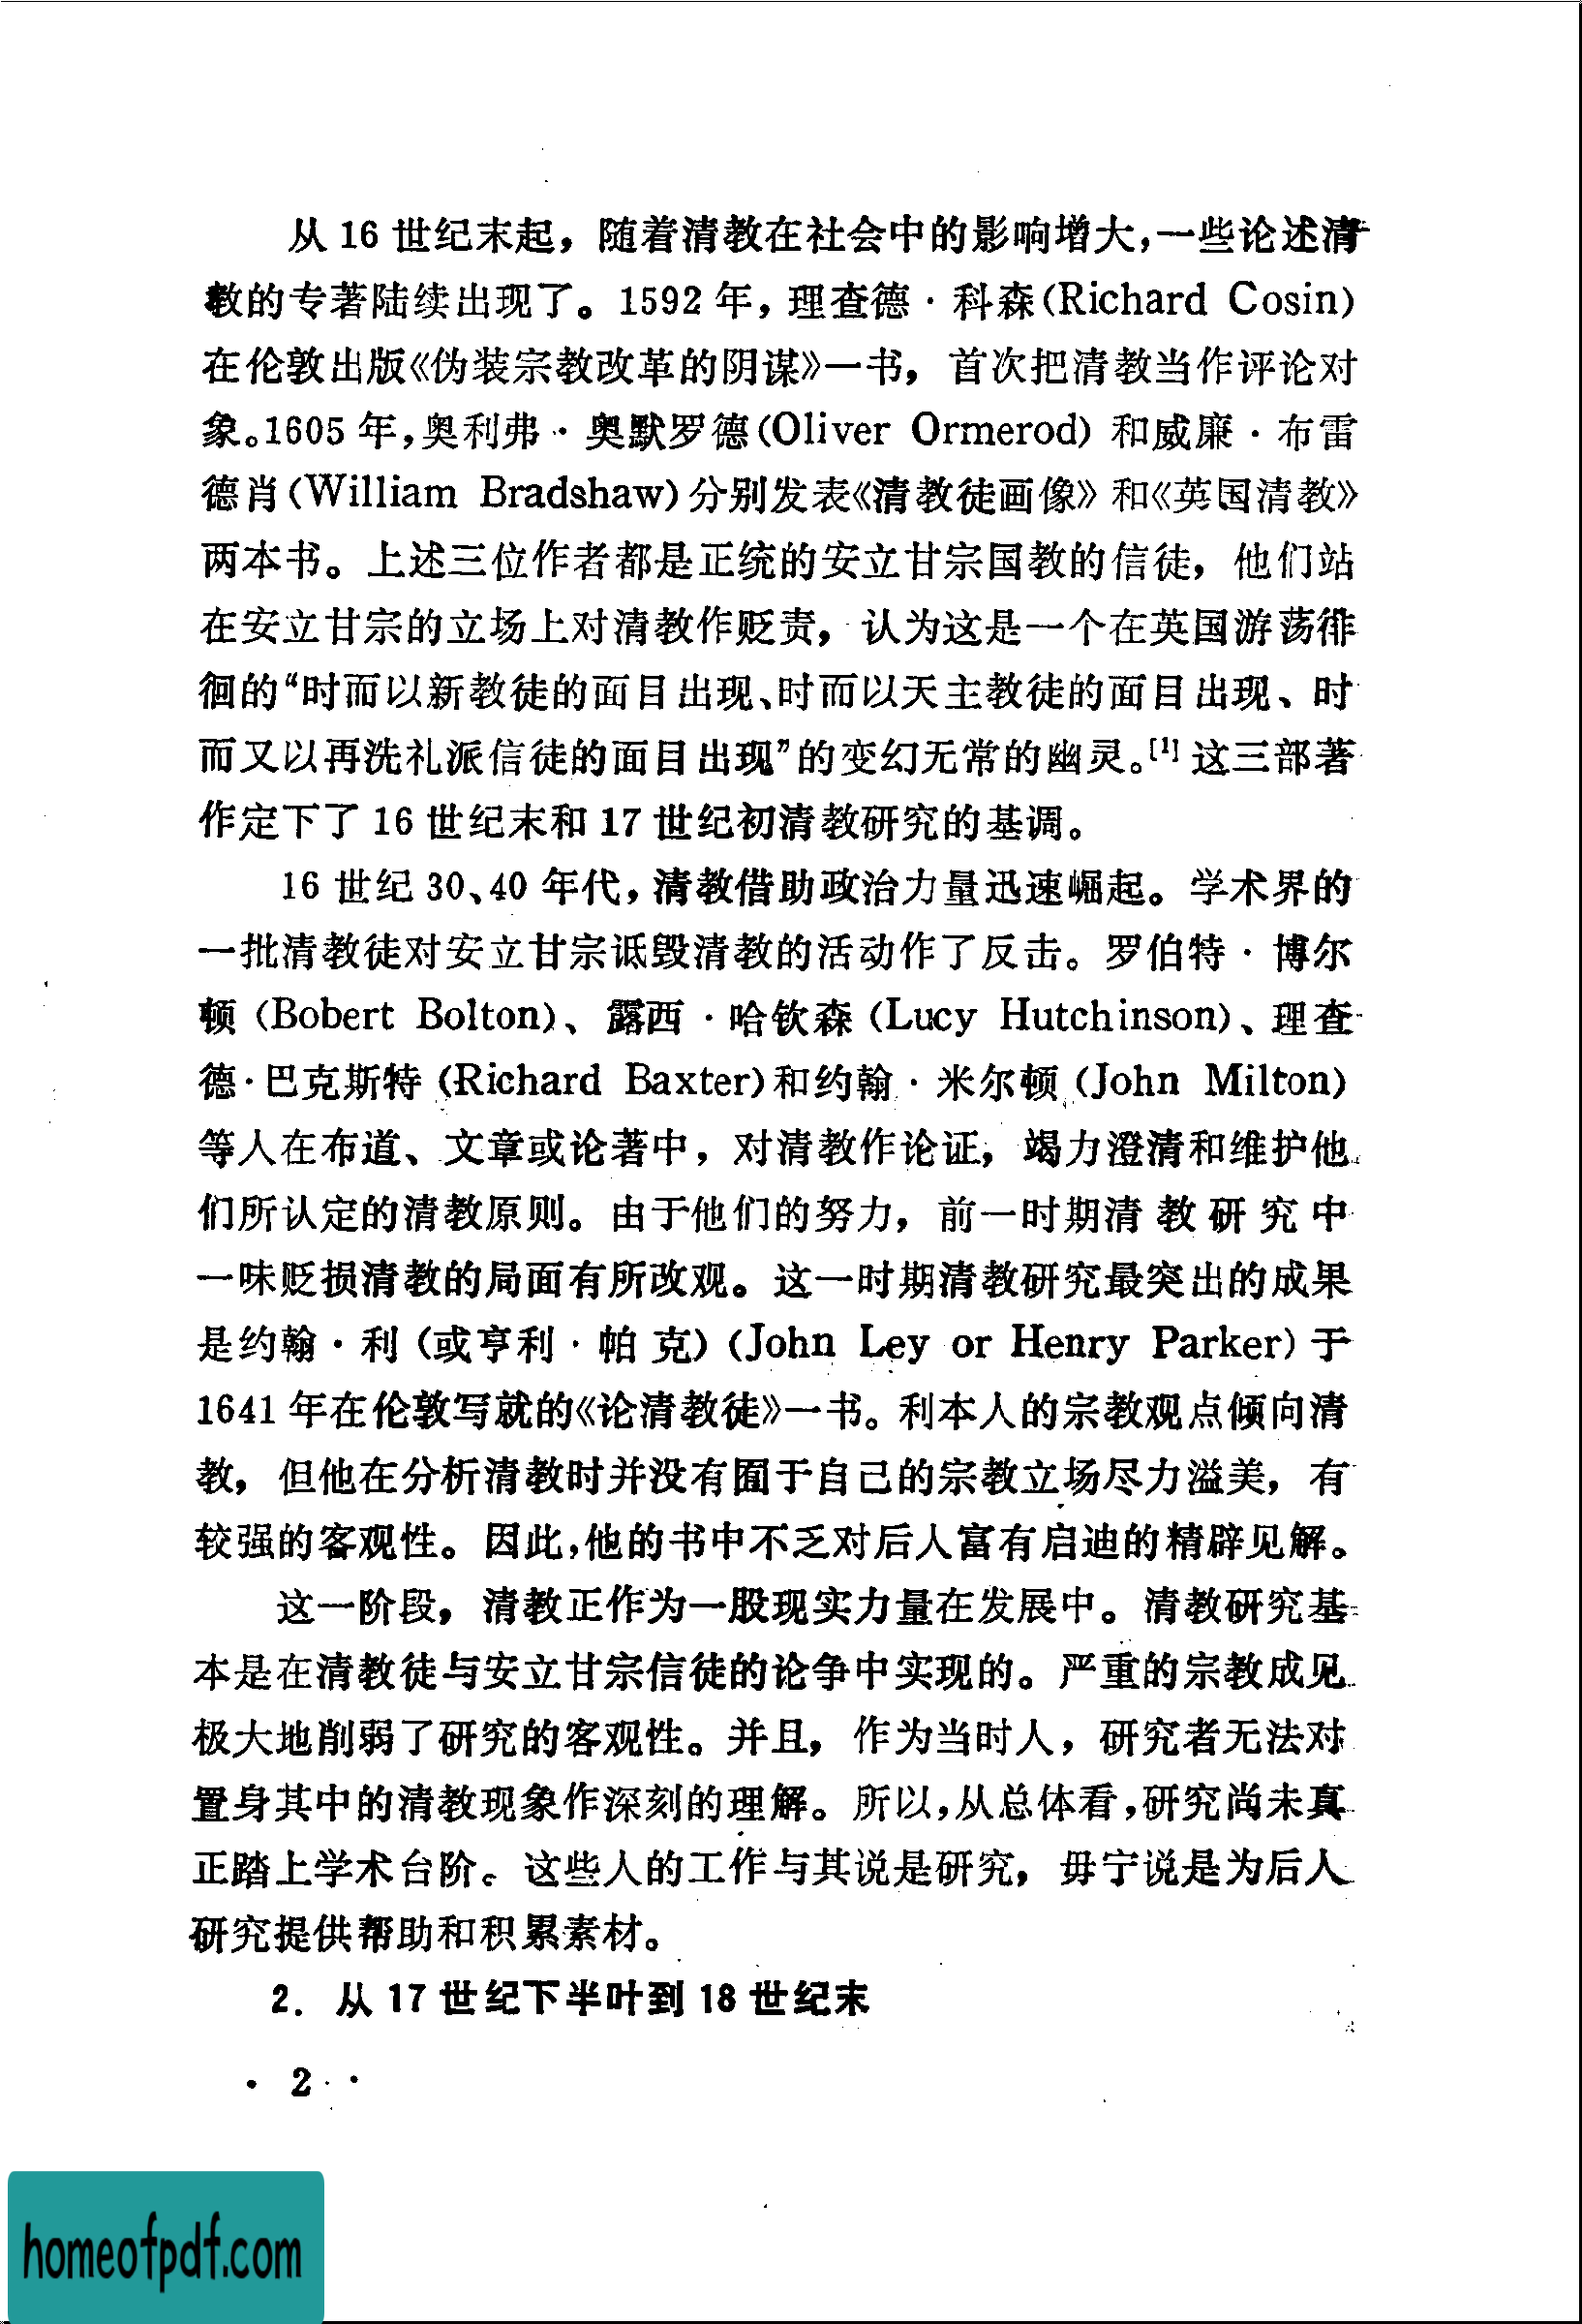 从 16 世纪末起，随着清教在社会中的影响增大，一些论述清
教的专著陆续出现了。1592 年，理查德·科森(Richard Cosin)
在伦敦出版《伪装宗教改革的阴谋》一书，首次把清教当作评论对
象。1605 年，奥利弗·奥默罗德(Oliver Ormerod) 和威廉·布雷
德肖(William Bradshaw)分别发表《清教徒画像》和《英国清教》
两本书。上述三位作者都是正统的安立甘宗国教的信徒，他们站
在安立甘宗的立场上对清教作贬责，认为这是一个在英国游荡徘
徊的“时而以新教徒的面目出现、时而以天主教徒的面目出现、时
而又以再洗礼派信徒的面目出现”的变幻无常的幽灵。[1] 这三部著
作定下了 16 世纪末和 17 世纪初清教研究的基调。
16 世纪 30、40 年代，清教借助政治力量迅速崛起。学术界的
一批清教徒对安立甘宗诋毁清教的活动作了反击。罗伯特·博尔
顿 (Bobert Bolton)、露西·哈钦森 (Lucy Hutchinson)、理查
德·巴克斯特 (Richard Baxter)和约翰·米尔顿 (John Milton)
等人在布道、文章或论著中，对清教作论证，竭力澄清和维护他
们所认定的清教原则。由于他们的努力，前一时期清教研究中
一味贬损清教的局面有所改观。这一时期清教研究最突出的成果
是约翰·利 (或亨利·帕克) (John Ley or Henry Parker) 于
1641 年在伦敦写就的《论清教徒》一书。利本人的宗教观点倾向清
教，但他在分析清教时并没有囿于自己的宗教立场尽力溢美，有
较强的客观性。因此，他的书中不乏对后人富有启迪的精辟见解。
这一阶段，清教正作为一股现实力量在发展中。清教研究基
本是在清教徒与安立甘宗信徒的论争中实现的。严重的宗教成见
极大地削弱了研究的客观性。并且，作为当时人，研究者无法对
置身其中的清教现象作深刻的理解。所以，从总体看，研究尚未真
正踏上学术台阶。这些人的工作与其说是研究，毋宁说是为后人
研究提供帮助和积累素材。
2. 从 17 世纪下半叶到 18 世纪末
· 2 ·
homeofpdf.com